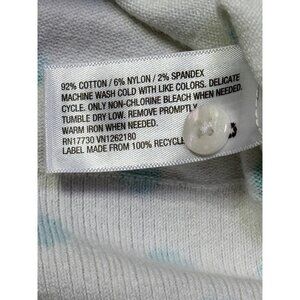 92% COTTON / 6% NYLON / 2% SPANDEX
MACHINE WASH COLD WITH LIKE COLORS. DELICATE
CYCLE. ONLY NON-CHLORINE BLEACH WHEN NEEDED.
TUMBLE DRY LOW. REMOVE PROMPTLY.
WARM IRON WHEN NEEDED.
RN17730 VN1262180
LABEL MADE FROM 100% RECYCLE